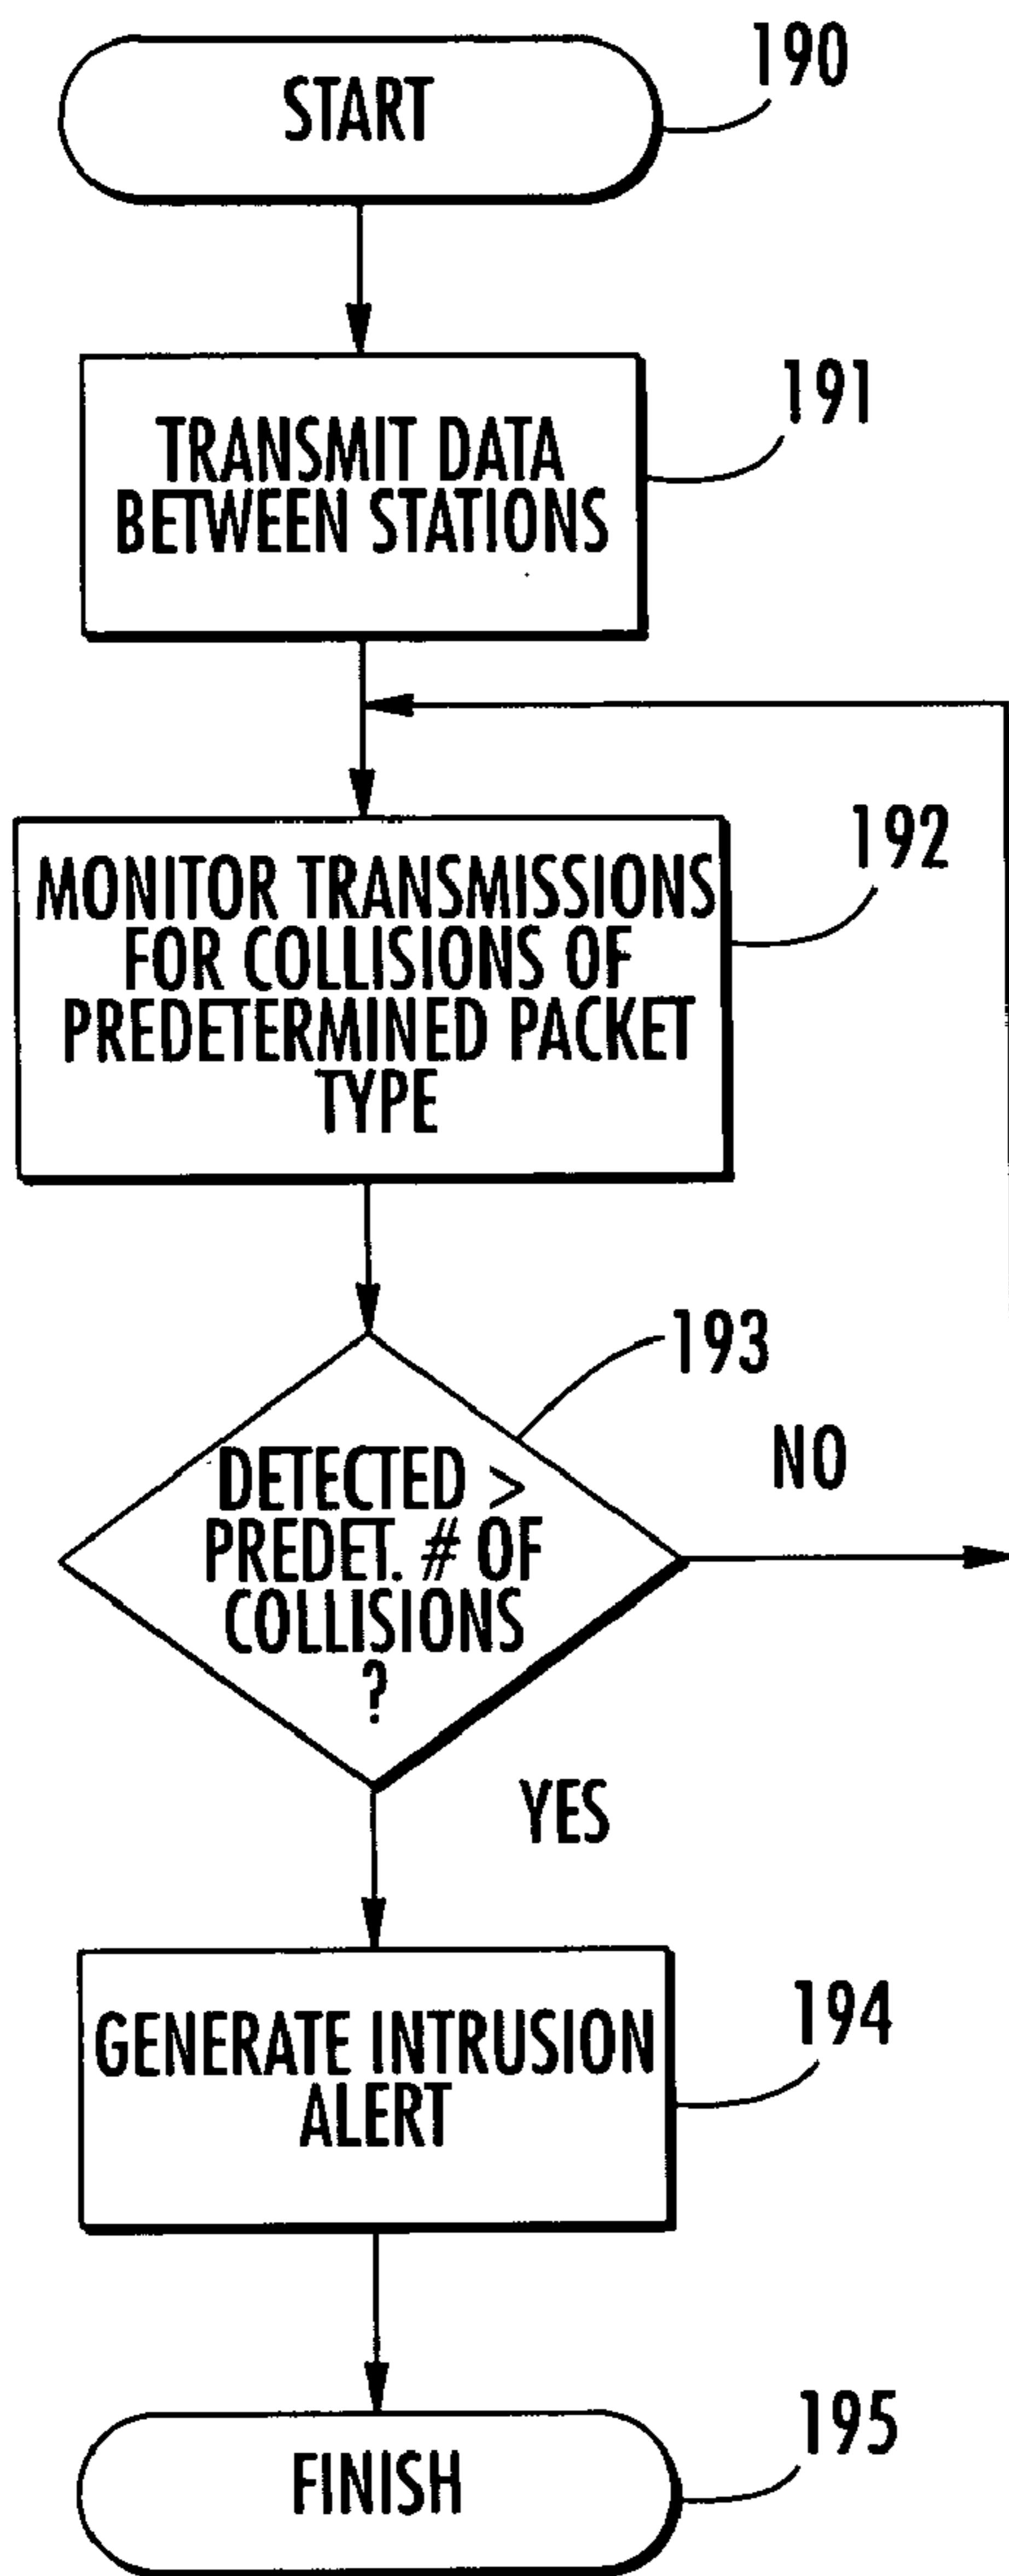 START
190
TRANSMIT DATA
BETWEEN STATIONS
191
MONITOR TRANSMISSIONS
FOR COLLISIONS OF
PREDETERMINED PACKET
TYPE
192
DETECTED >
PREDET. # OF
COLLISIONS
?
193
NO
YES
GENERATE INTRUSION
ALERT
194
FINISH
195